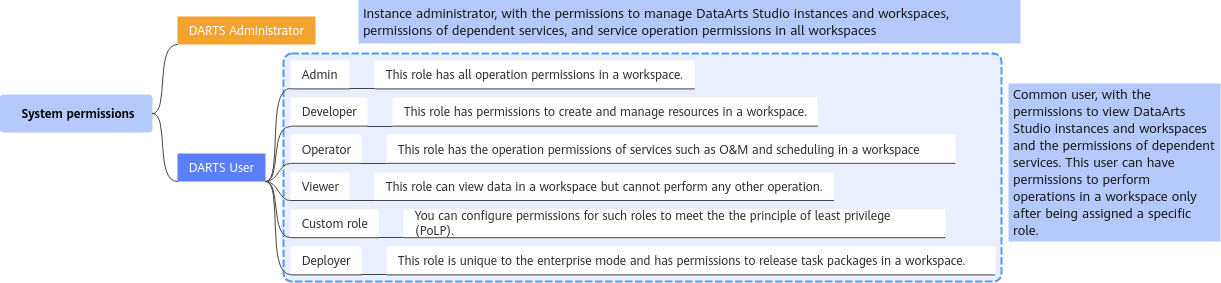 Instance administrator, with the permissions to manage DataArts Studio instances and workspaces,
permissions of dependent services, and service operation permissions in all workspaces
DARTS Administrator
System permissions
DARTS User
Admin This role has all operation permissions in a workspace.
Developer This role has permissions to create and manage resources in a workspace.
Operator This role has the operation permissions of services such as O&M and scheduling in a workspace
Viewer This role can view data in a workspace but cannot perform any other operation.
Custom role You can configure permissions for such roles to meet the the principle of least privilege
(PoLP).
Deployer This role is unique to the enterprise mode and has permissions to release task packages in a workspace.
Common user, with the
permissions to view DataArts
Studio instances and workspaces
and the permissions of dependent
services. This user can have
permissions to perform
operations in a workspace only
after being assigned a specific
role.